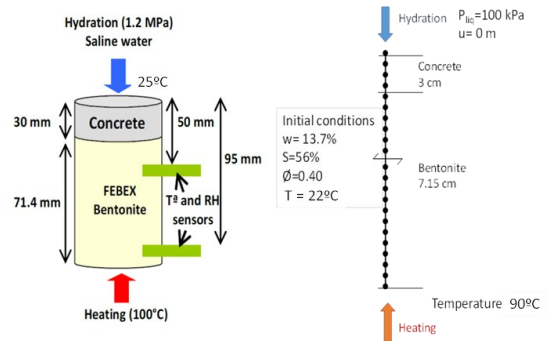 Hydration (1.2 MPa)
Saline water
25ºC
30 mm
Concrete
50 mm
95 mm
71.4 mm
FEBEX
Bentonite
Tª and RH
sensors
Heating (100°C)
Hydration
Pliq=100 kPa
u= 0 m
Concrete
3 cm
Initial conditions
w= 13.7%
S=56%
Ø=0.40
T = 22ºC
Bentonite
7.15 cm
Temperature 90ºC
Heating